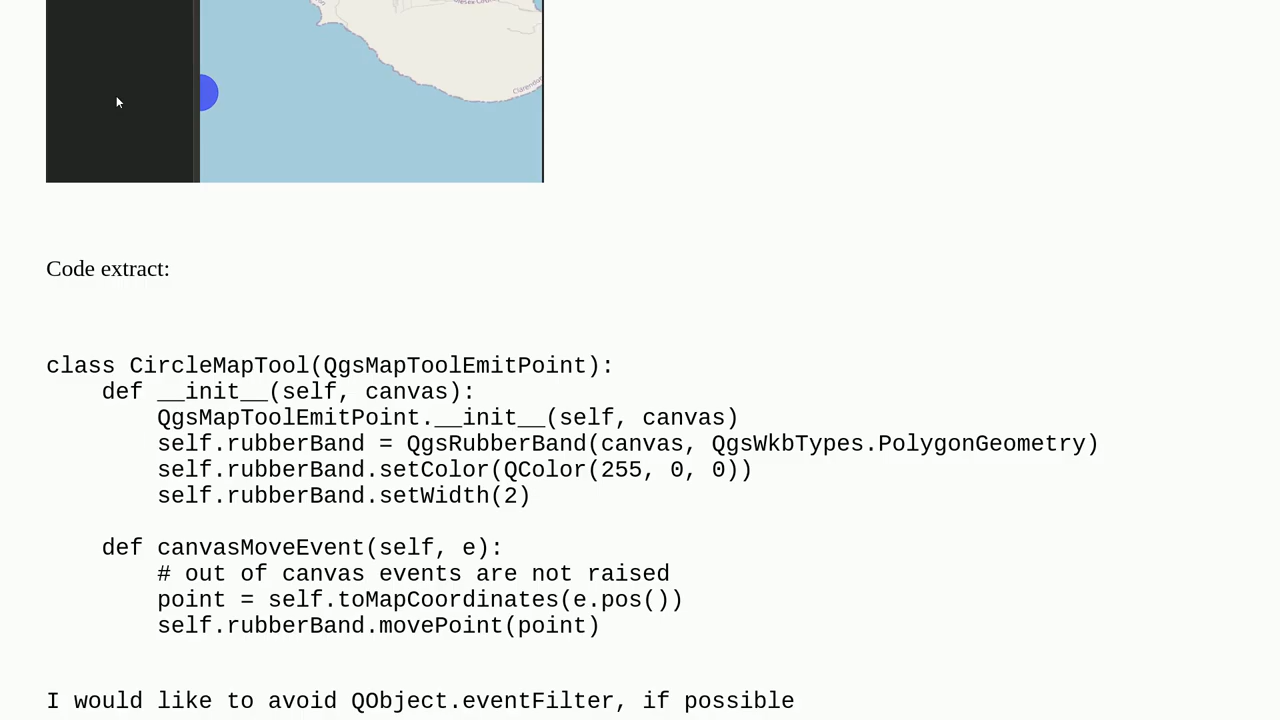 Code extract:
class CircleMapTool(QgsMapToolEmitPoint):
    def __init__(self, canvas):
        QgsMapToolEmitPoint.__init__(self, canvas)
        self.rubberBand = QgsRubberBand(canvas, QgsWkbTypes.PolygonGeometry)
        self.rubberBand.setColor(QColor(255, 0, 0))
        self.rubberBand.setWidth(2)
    def canvasMoveEvent(self, e):
        # out of canvas events are not raised
        point = self.toMapCoordinates(e.pos())
        self.rubberBand.movePoint(point)
I would like to avoid QObject.eventFilter, if possible